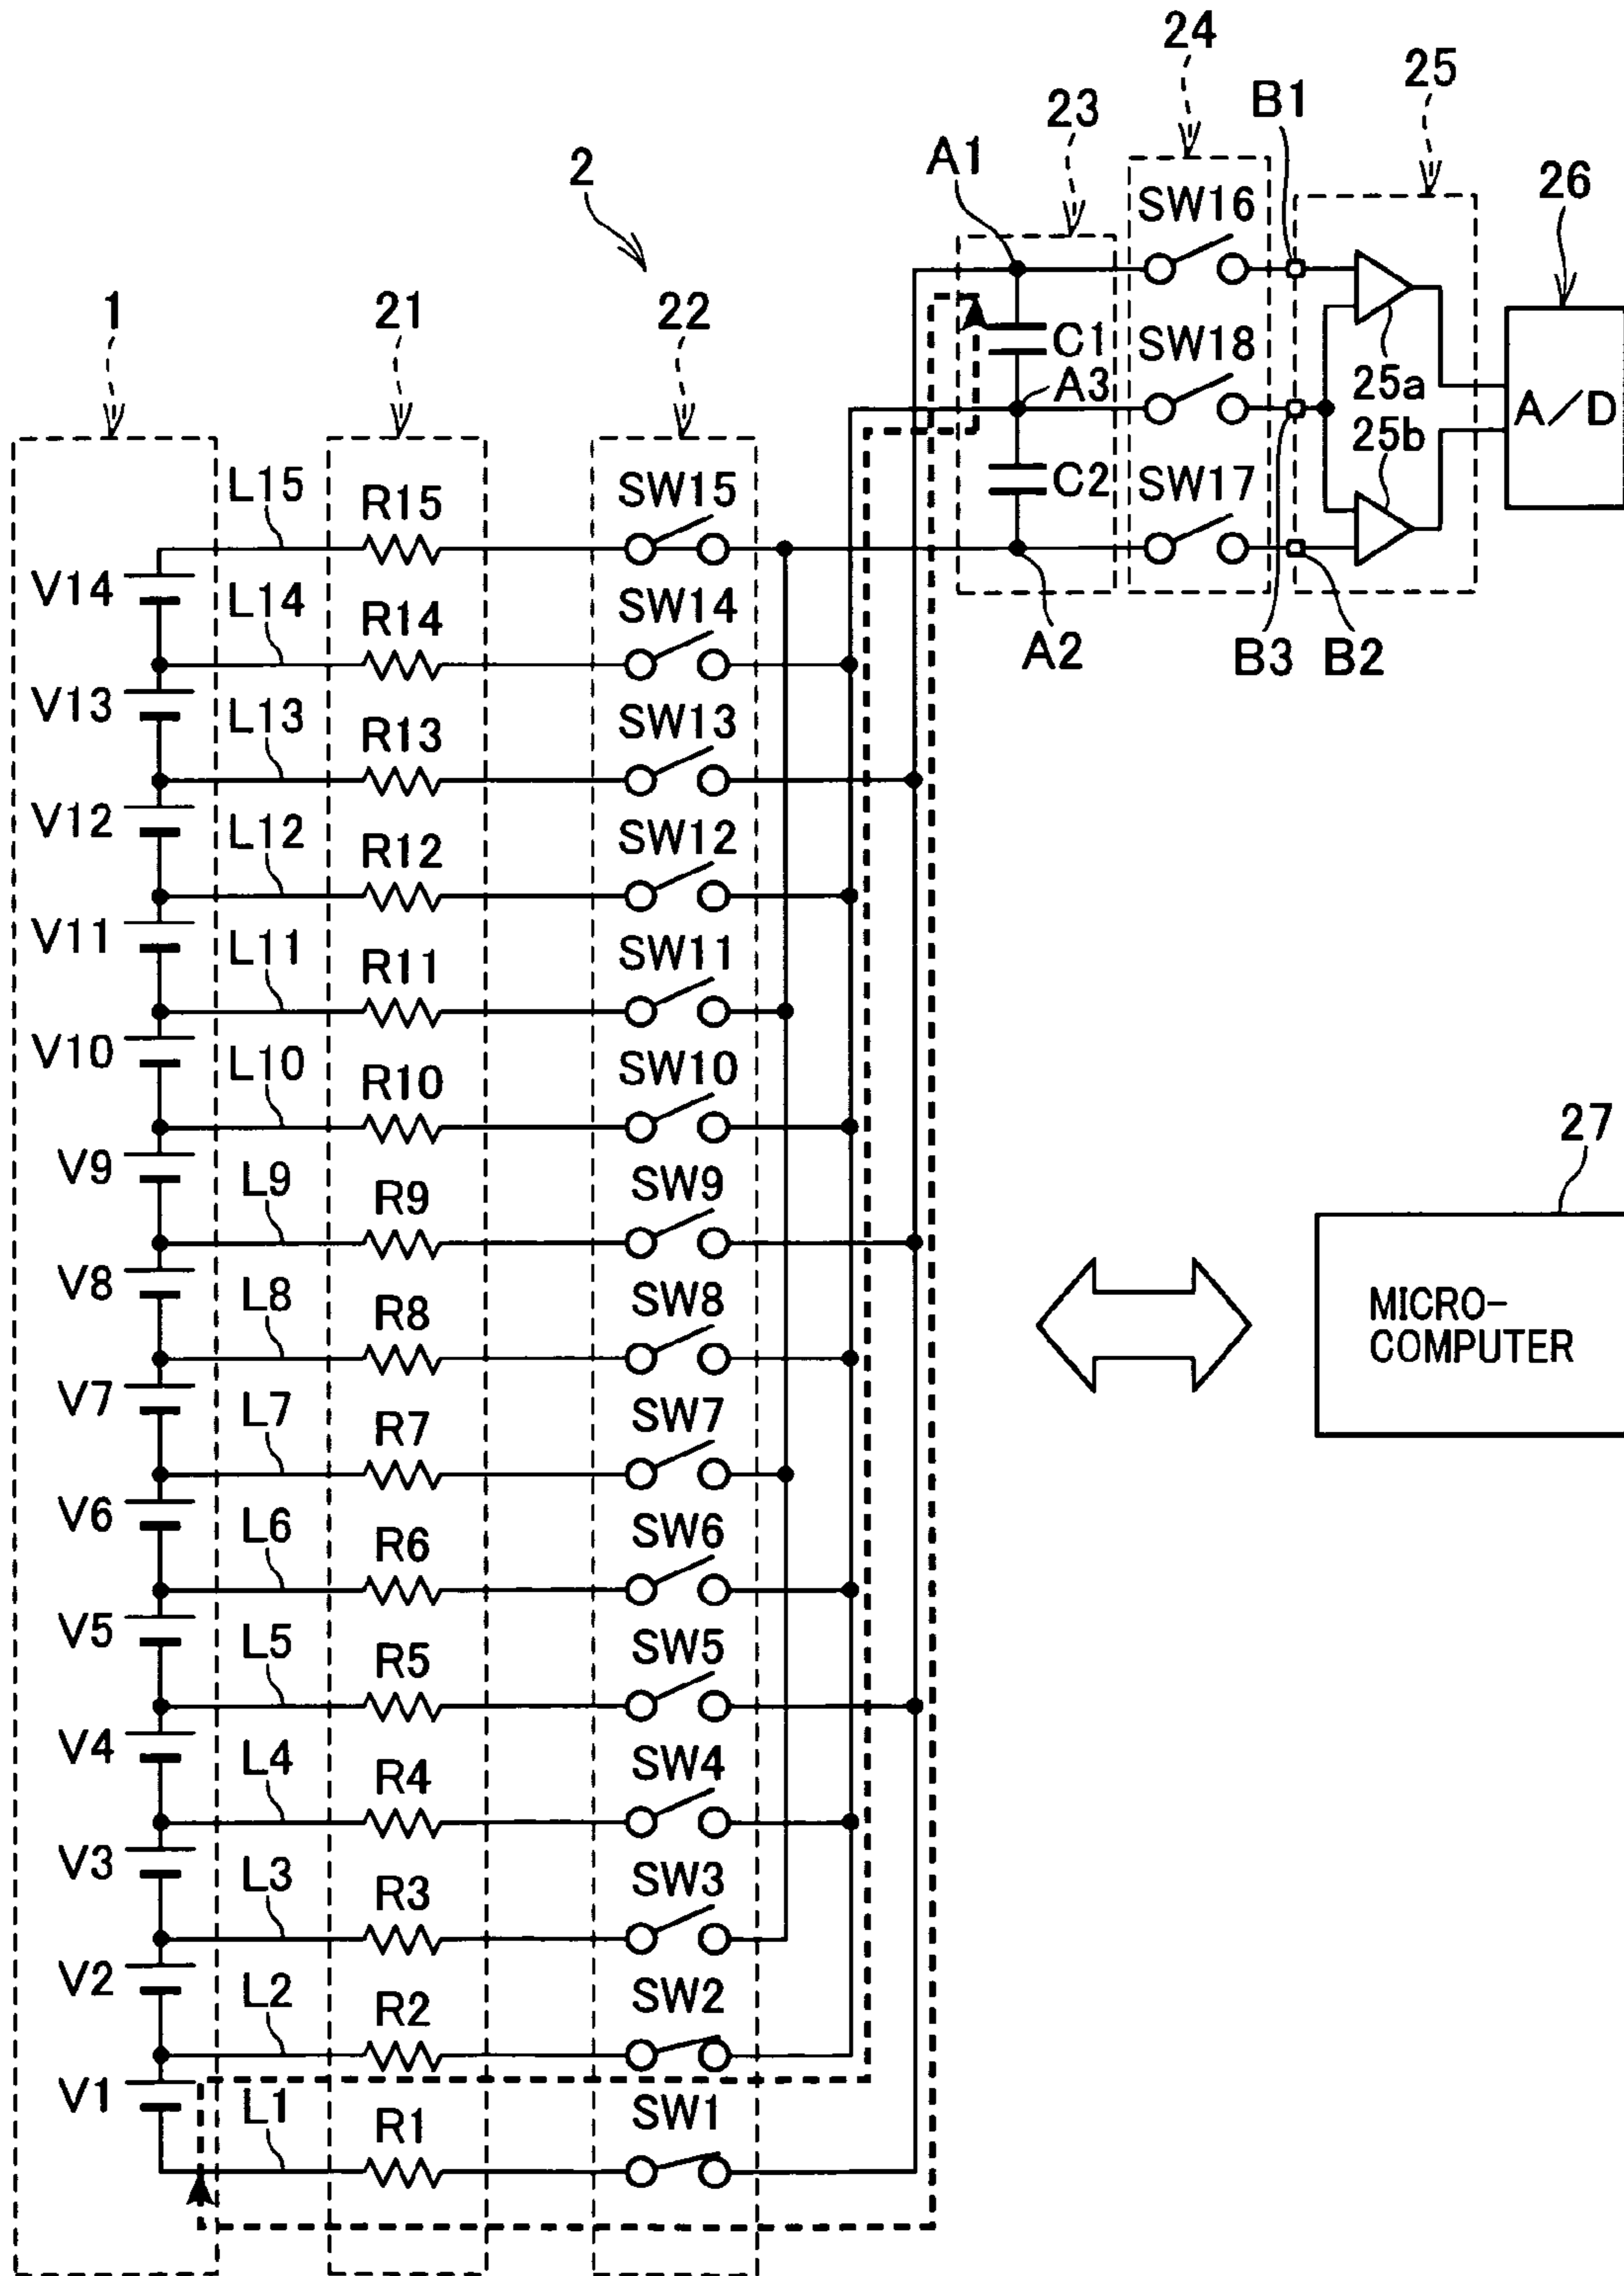 24
25
B1
23
A1
26
2
SW16
1
21
22
C1
SW18
A3
25a
A/D
25b
L15
R15
SW15
C2
SW17
V14
L14
R14
SW14
A2
B3
B2
V13
L13
R13
SW13
V12
L12
R12
SW12
V11
L11
R11
SW11
V10
L10
R10
SW10
27
V9
L9
R9
SW9
V8
L8
R8
SW8
MICRO-
COMPUTER
V7
L7
R7
SW7
V6
L6
R6
SW6
V5
L5
R5
SW5
V4
L4
R4
SW4
V3
L3
R3
SW3
V2
L2
R2
SW2
V1
L1
R1
SW1